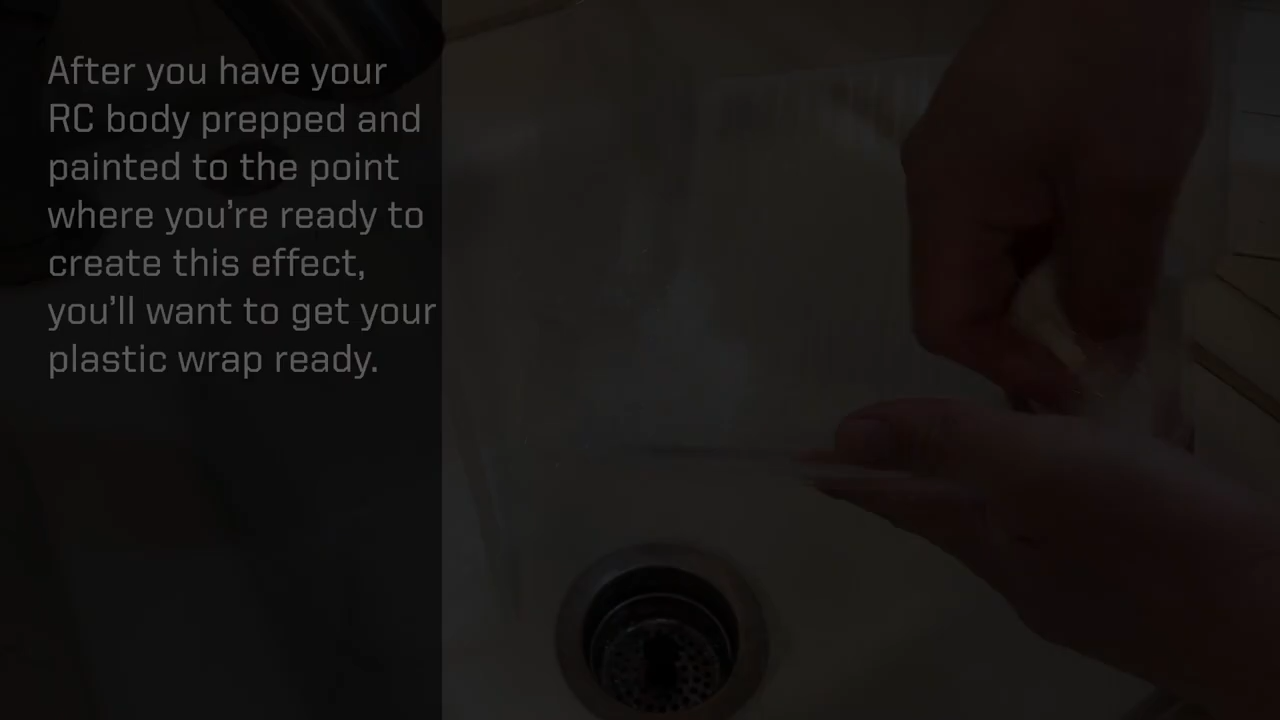 After you have your
RC body prepped and
painted to the point
where you’re ready to
create this effect,
you’ll want to get your
plastic wrap ready.